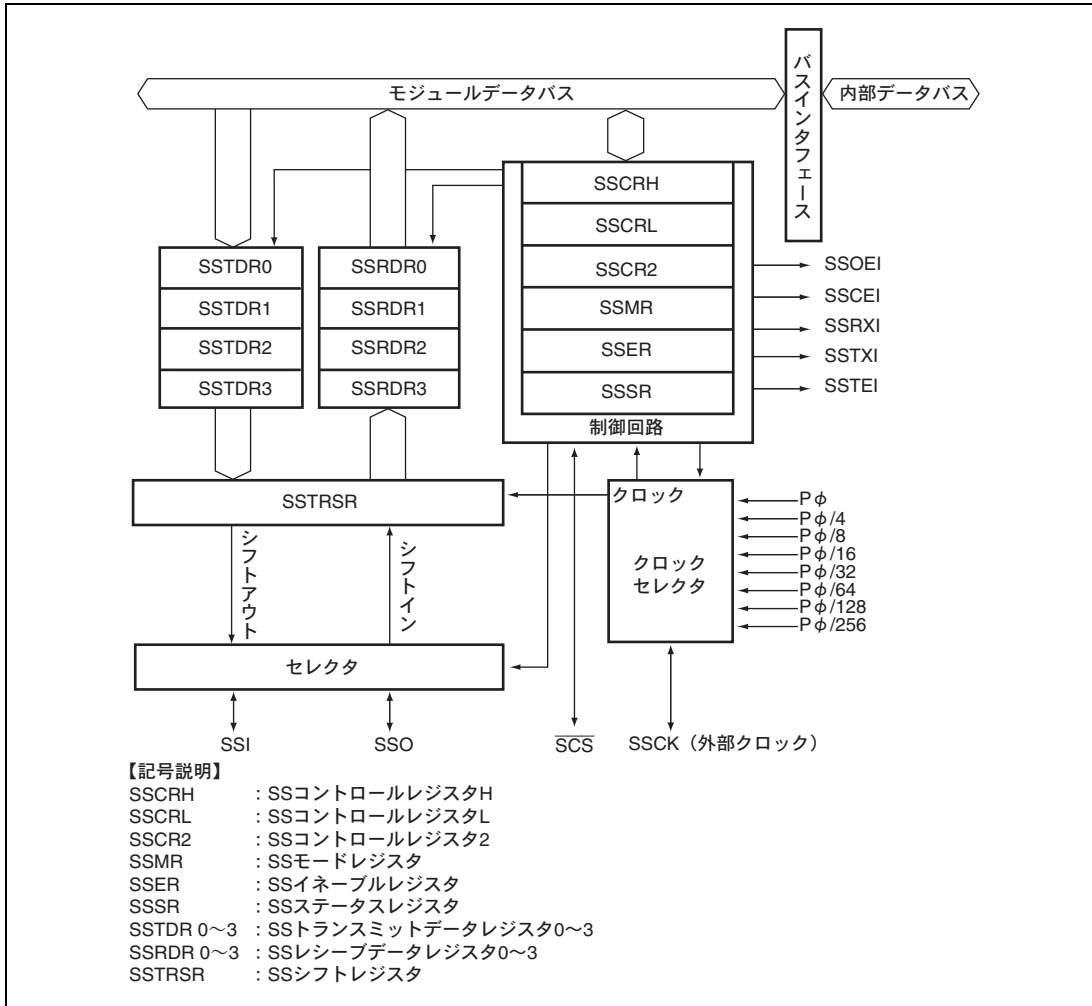 モジュールデータバス
バスインタフェース
内部データバス
SSCRH
SSCRL
SSCR2
SSMR
SSER
SSSR
制御回路
SSTDR0
SSTDR1
SSTDR2
SSTDR3
SSRDR0
SSRDR1
SSRDR2
SSRDR3
SSOEI
SSCEI
SSRXI
SSTXI
SSTEI
SSTRSR
クロック
クロック
セレクタ
Pφ
Pφ/4
Pφ/8
Pφ/16
Pφ/32
Pφ/64
Pφ/128
Pφ/256
シフトアウト
シフトイン
セレクタ
SSI
SSO
SCS
SSCK（外部クロック）
【記号説明】
SSCRH : SSコントロールレジスタH
SSCRL : SSコントロールレジスタL
SSCR2 : SSコントロールレジスタ2
SSMR : SSモードレジスタ
SSER : SSイネーブルレジスタ
SSSR : SSステータスレジスタ
SSTDR 0～3 : SSトランスミットデータレジスタ0～3
SSRDR 0～3 : SSレシーブデータレジスタ0～3
SSTRSR : SSシフトレジスタ